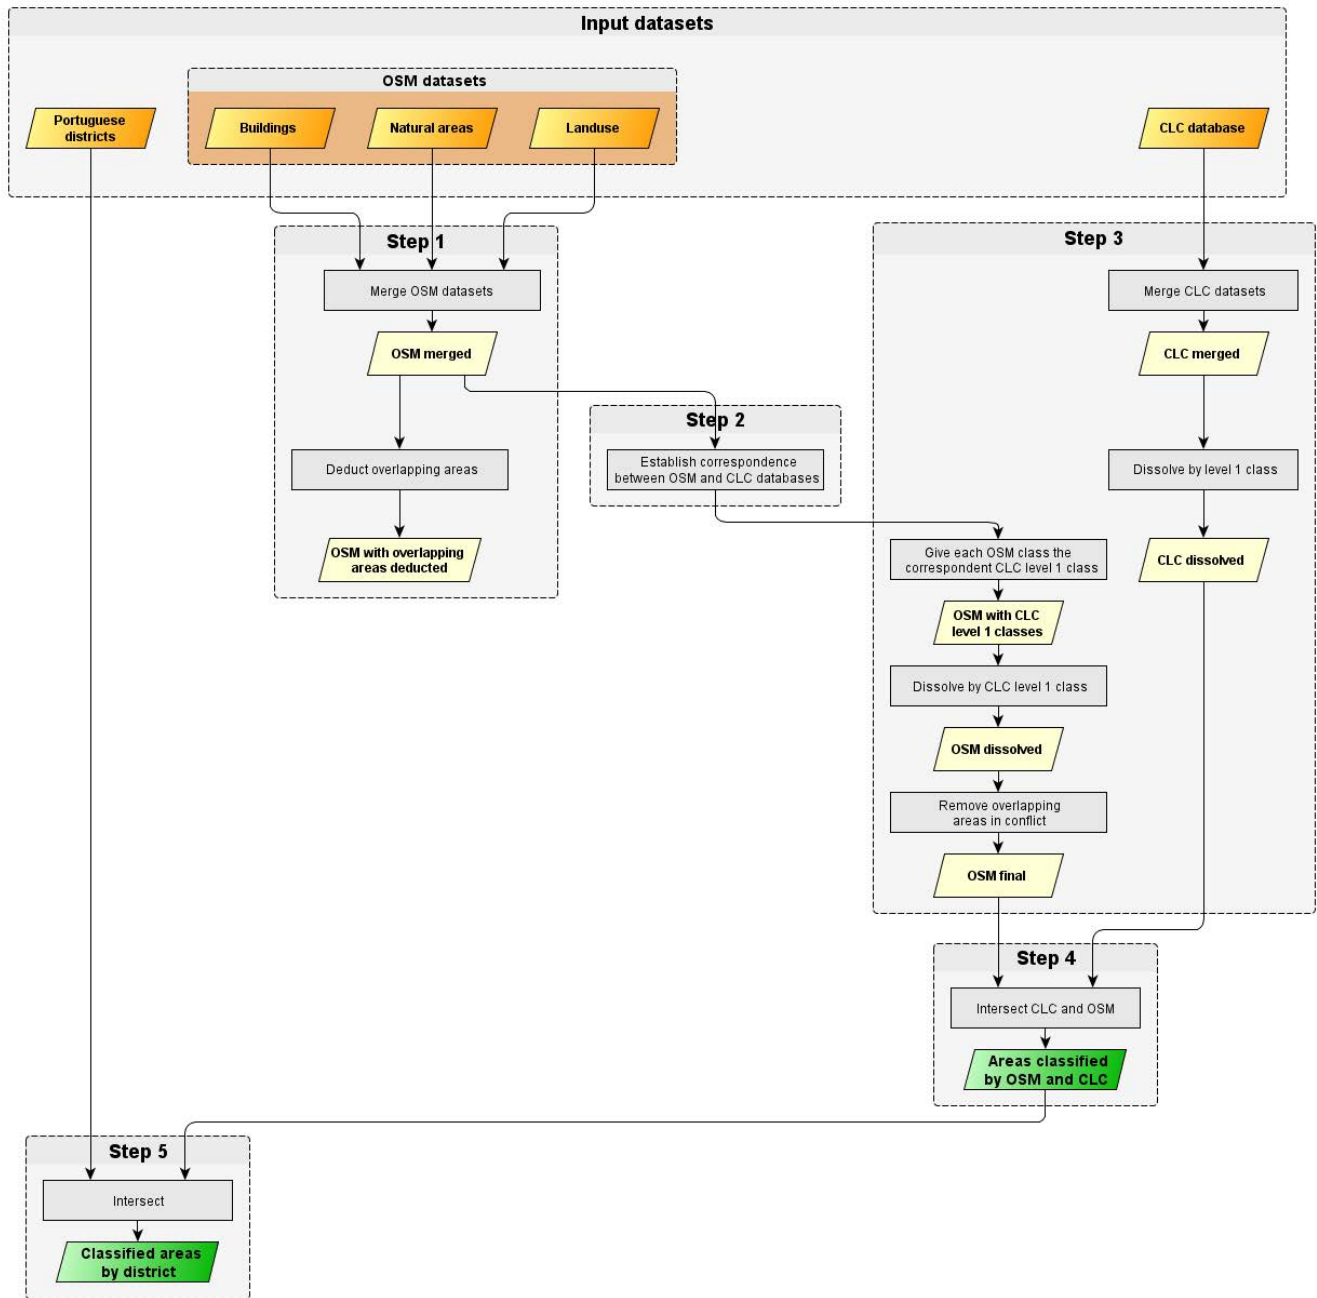 Input datasets
OSM datasets
Portuguese
districts
Buildings
Natural areas
Landuse
CLC database
Step 1
Merge OSM datasets
OSM merged
Deduct overlapping areas
OSM with overlapping
areas deducted
Step 2
Establish correspondence
between OSM and CLC databases
Step 3
Merge CLC datasets
CLC merged
Dissolve by level 1 class
CLC dissolved
Give each OSM class the
correspondent CLC level 1 class
OSM with CLC
level 1 classes
Dissolve by CLC level 1 class
OSM dissolved
Remove overlapping
areas in conflict
OSM final
Step 4
Intersect CLC and OSM
Areas classified
by OSM and CLC
Step 5
Intersect
Classified areas
by district